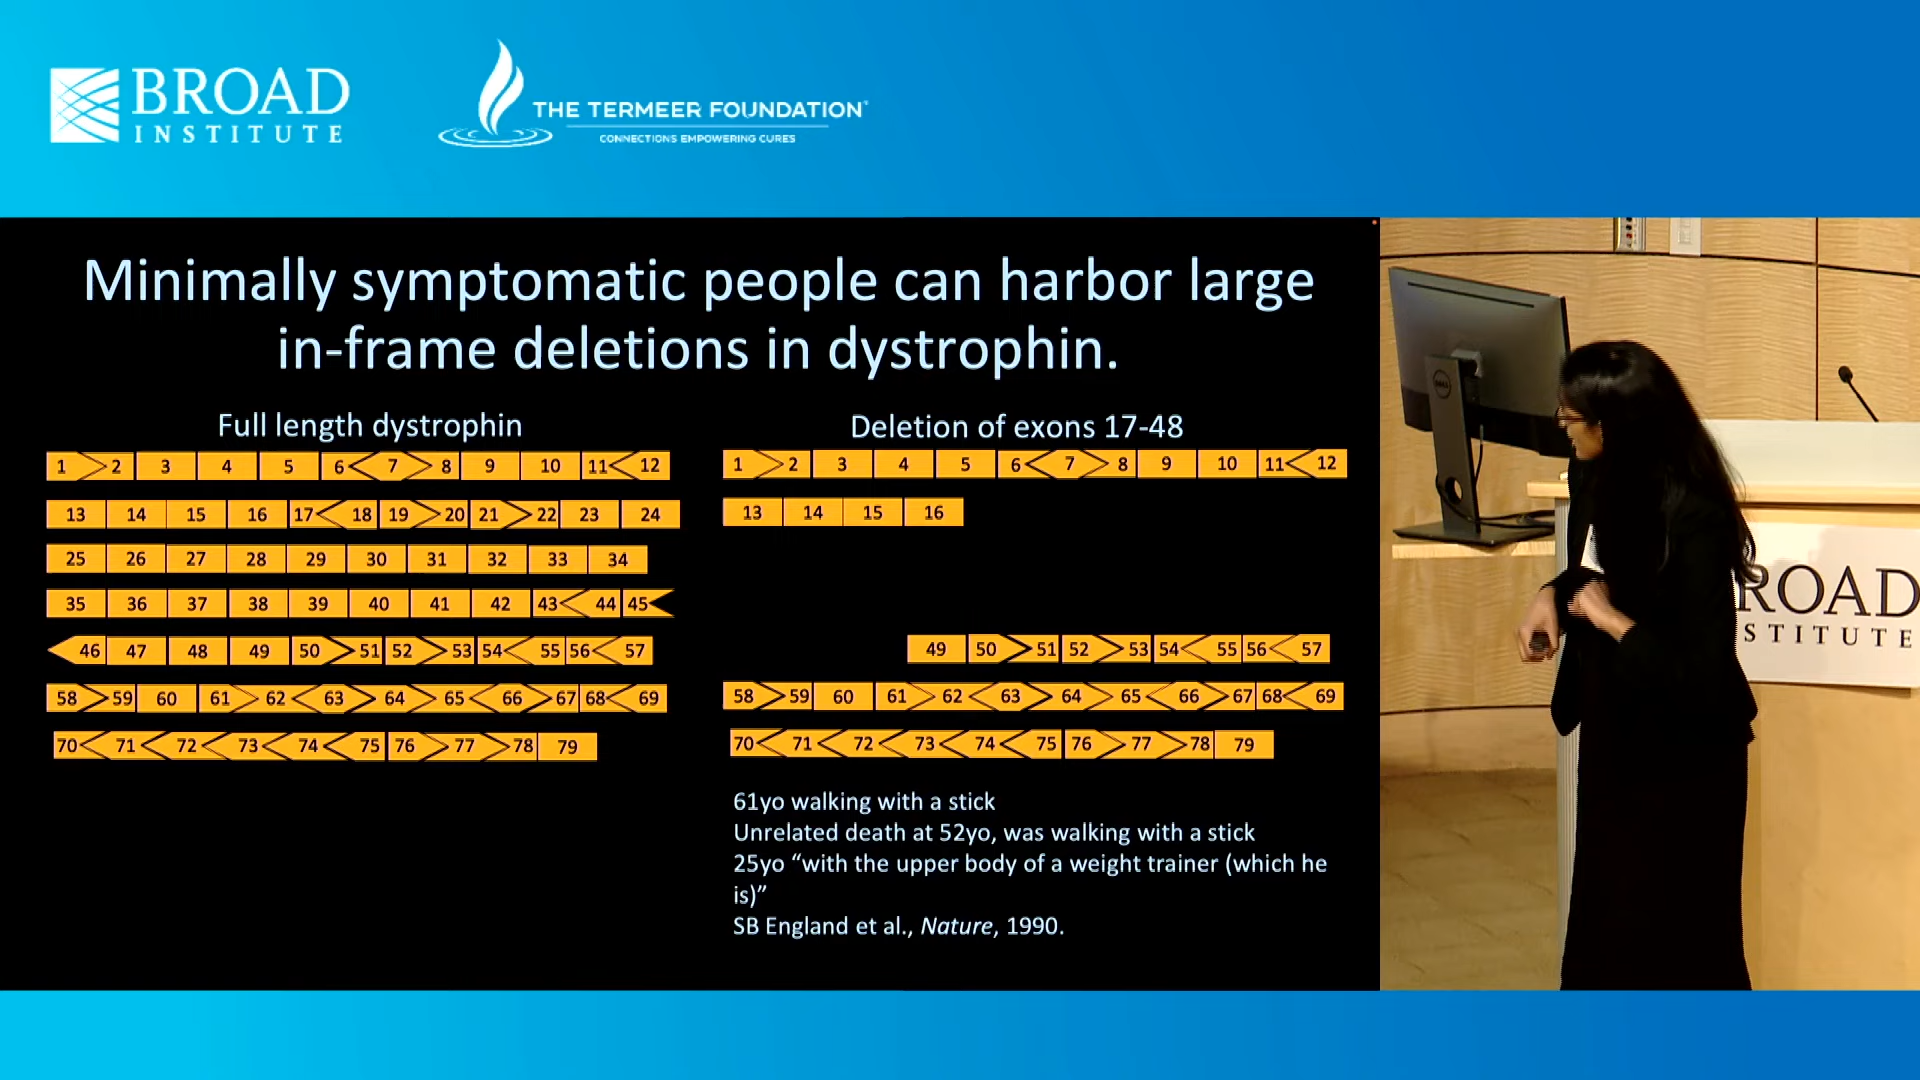 BROAD
INSTITUTE
THE TERMEER FOUNDATION
CONNECTIONS EMPOWERING CURES
Minimally symptomatic people can harbor large
in-frame deletions in dystrophin.
Full length dystrophin
1 2 3 4 5 6 7 8 9 10 11 12
13 14 15 16 17 18 19 20 21 22 23 24
25 26 27 28 29 30 31 32 33 34
35 36 37 38 39 40 41 42 43 44 45
46 47 48 49 50 51 52 53 54 55 56 57
58 59 60 61 62 63 64 65 66 67 68 69
70 71 72 73 74 75 76 77 78 79
Deletion of exons 17-48
1 2 3 4 5 6 7 8 9 10 11 12
13 14 15 16
49 50 51 52 53 54 55 56 57
58 59 60 61 62 63 64 65 66 67 68 69
70 71 72 73 74 75 76 77 78 79
61yo walking with a stick
Unrelated death at 52yo, was walking with a stick
25yo “with the upper body of a weight trainer (which he
is)”
SB England et al., Nature, 1990.
DELL
ROAD
STITUTE